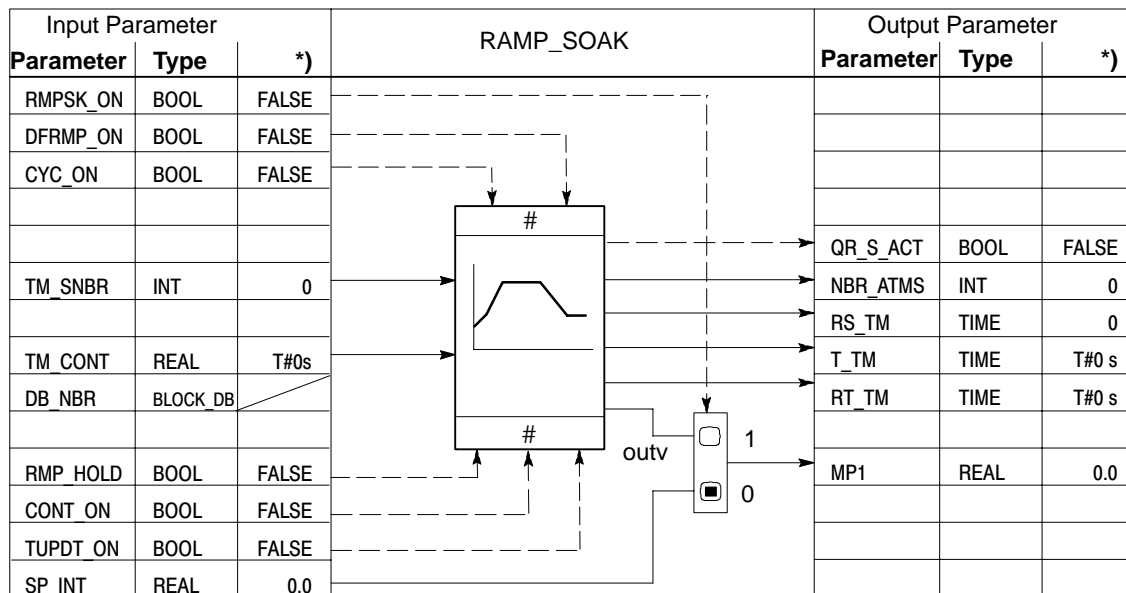 Input Parameter RAMP_SOAK Output Parameter
Parameter Type *) Parameter Type *)
RMPSK_ON BOOL FALSE
DFRMP_ON BOOL FALSE
CYC_ON BOOL FALSE
#
QR_S_ACT BOOL FALSE
TM_SNBR INT 0 NBR_ATMS INT 0
RS_TM TIME 0
TM_CONT REAL T#0s T_TM TIME T#0 s
DB_NBR BLOCK_DB RT_TM TIME T#0 s
# outv 1
RMP_HOLD BOOL FALSE MP1 REAL 0.0
0
CONT_ON BOOL FALSE
TUPDT_ON BOOL FALSE
SP_INT REAL 0.0